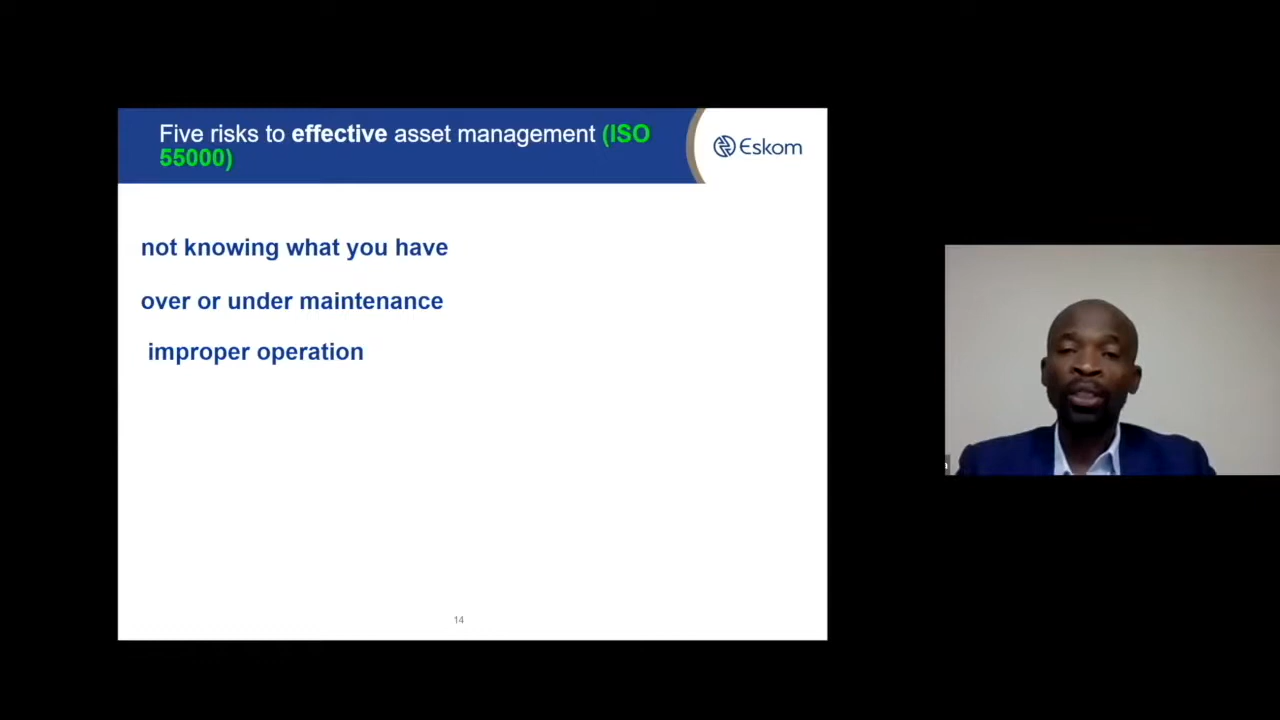 Five risks to effective asset management (ISO
55000)
Eskom
not knowing what you have
over or under maintenance
improper operation
14